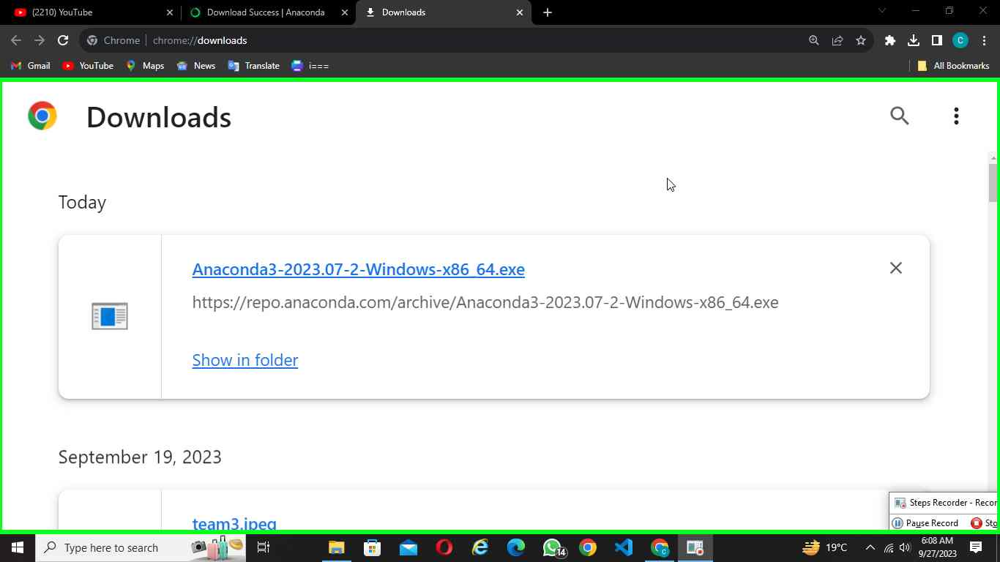 (2210) YouTube
Download Success | Anaconda
Downloads
Chrome
chrome://downloads
C
Gmail
YouTube
Maps
News
Translate
i===
All Bookmarks
Downloads
Today
Anaconda3-2023.07-2-Windows-x86_64.exe
https://repo.anaconda.com/archive/Anaconda3-2023.07-2-Windows-x86_64.exe
Show in folder
September 19, 2023
team3.jpeg
Steps Recorder - Recor
Pause Record
Sto
Type here to search
14
C
19°C
6:08 AM
9/27/2023